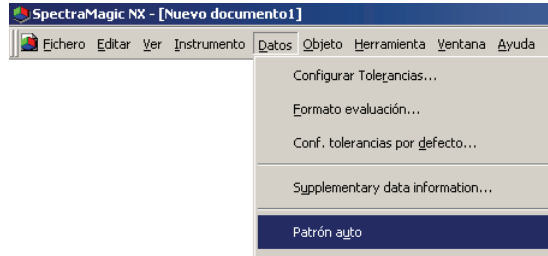 SpectraMagic NX - [Nuevo documento1]
Fichero Editar Ver Instrumento Datos Objeto Herramienta Ventana Ayuda
Configurar Tolerancias...
Formato evaluación...
Conf. tolerancias por defecto...
Supplementary data information...
Patrón auto